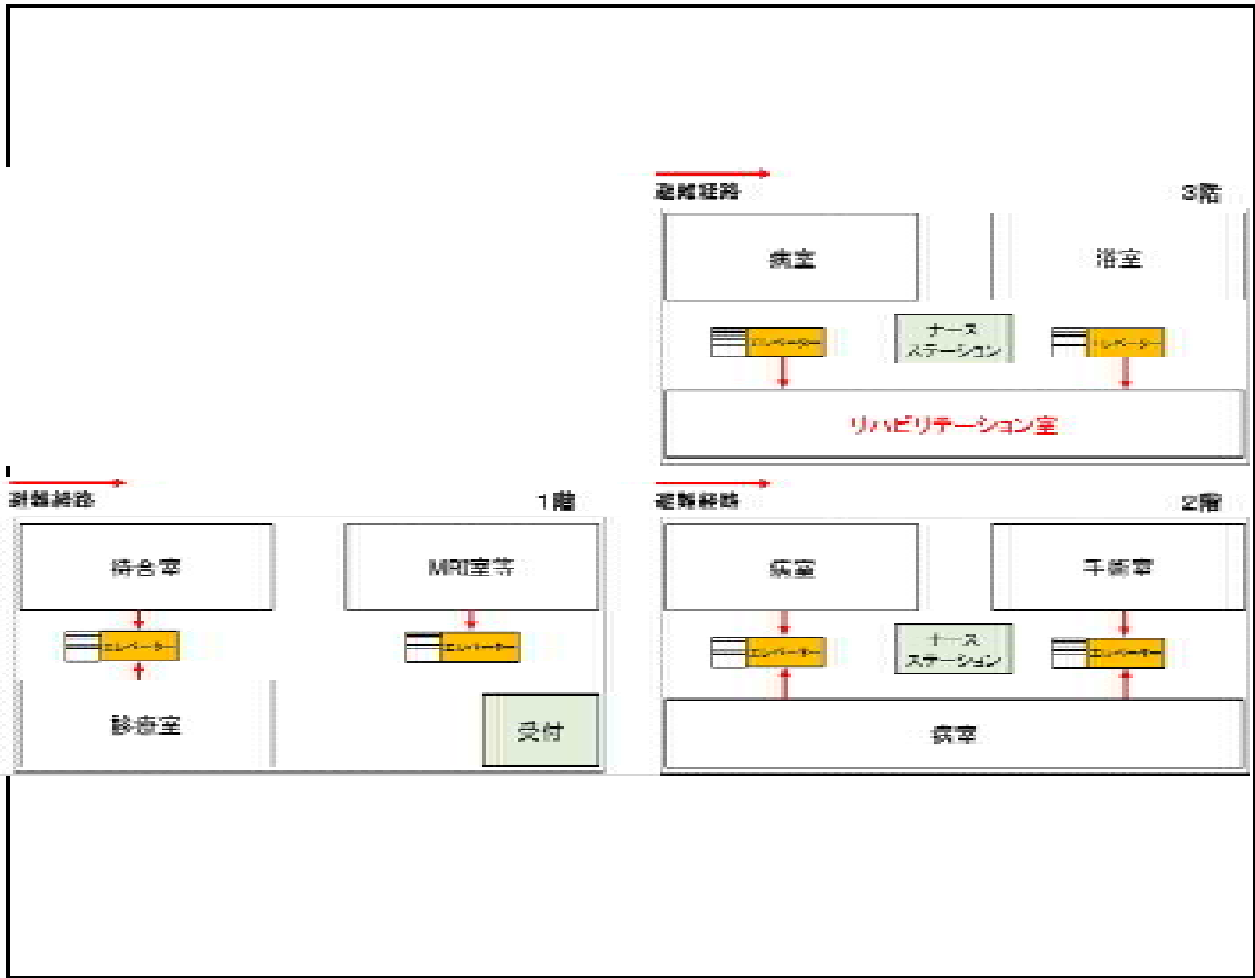 避難経路
3階
病室
浴室
エレベーター
ナース
ステーション
エレベーター
リハビリテーション室
避難経路
1階
待合室
MRI室等
エレベーター
エレベーター
診療室
受付
避難経路
2階
病室
手術室
エレベーター
ナース
ステーション
エレベーター
病室